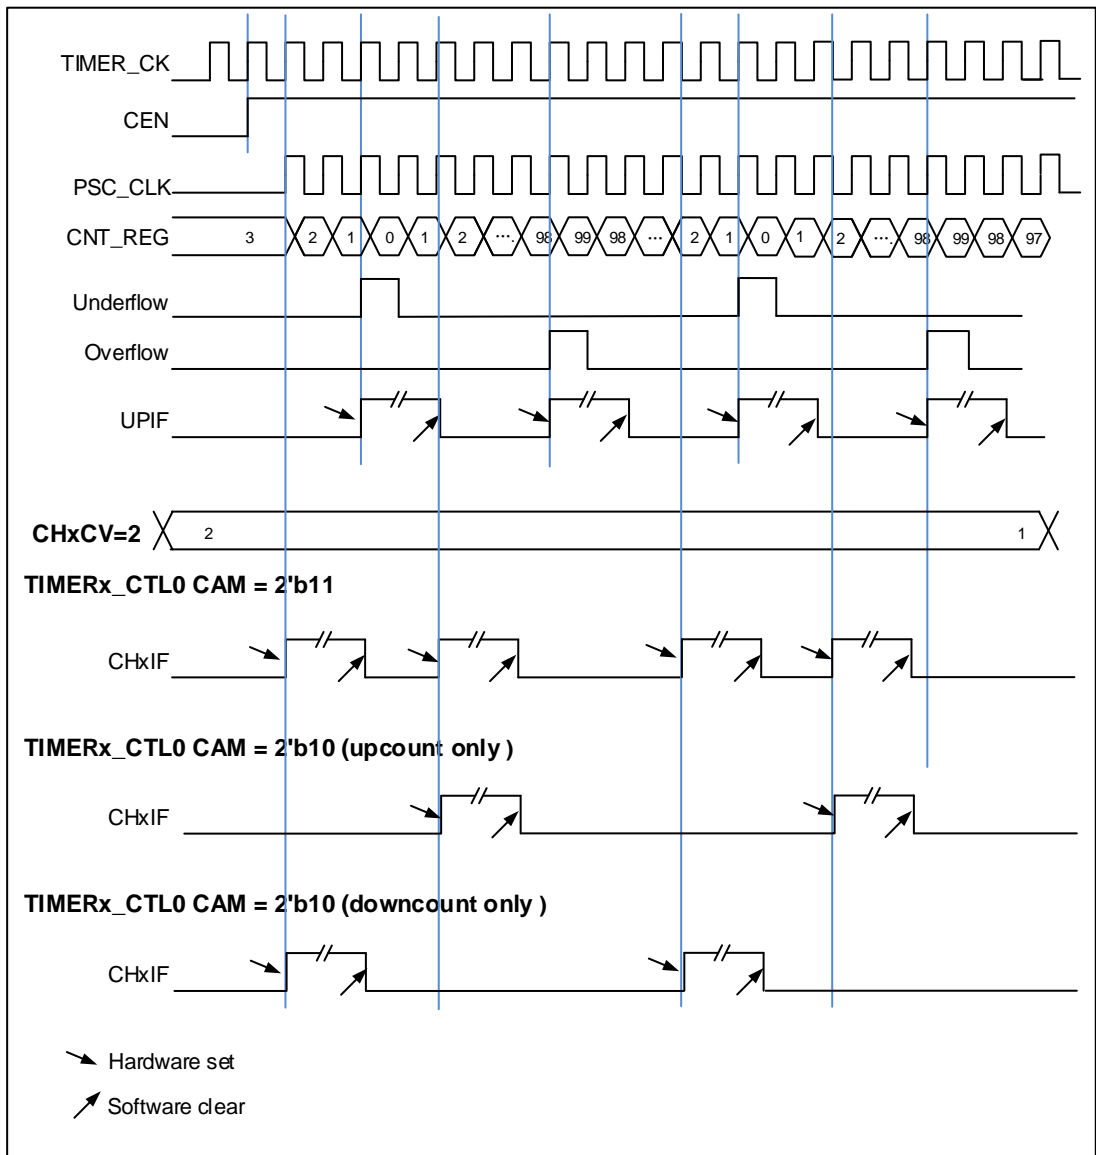 TIMER_CK
CEN
PSC_CLK
CNT_REG 3 2 1 0 1 2 ... 98 99 98 ... 2 1 0 1 2 ... 98 99 98 97
Underflow
Overflow
UPIF
CHxCV=2 2 1
TIMERx_CTL0 CAM = 2'b11
CHxIF
TIMERx_CTL0 CAM = 2'b10 (upcount only )
CHxIF
TIMERx_CTL0 CAM = 2'b10 (downcount only )
CHxIF
Hardware set
Software clear